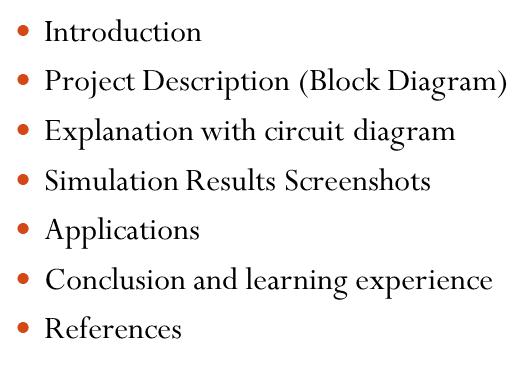 • Introduction
• Project Description (Block Diagram)
• Explanation with circuit diagram
• Simulation Results Screenshots
• Applications
• Conclusion and learning experience
• References